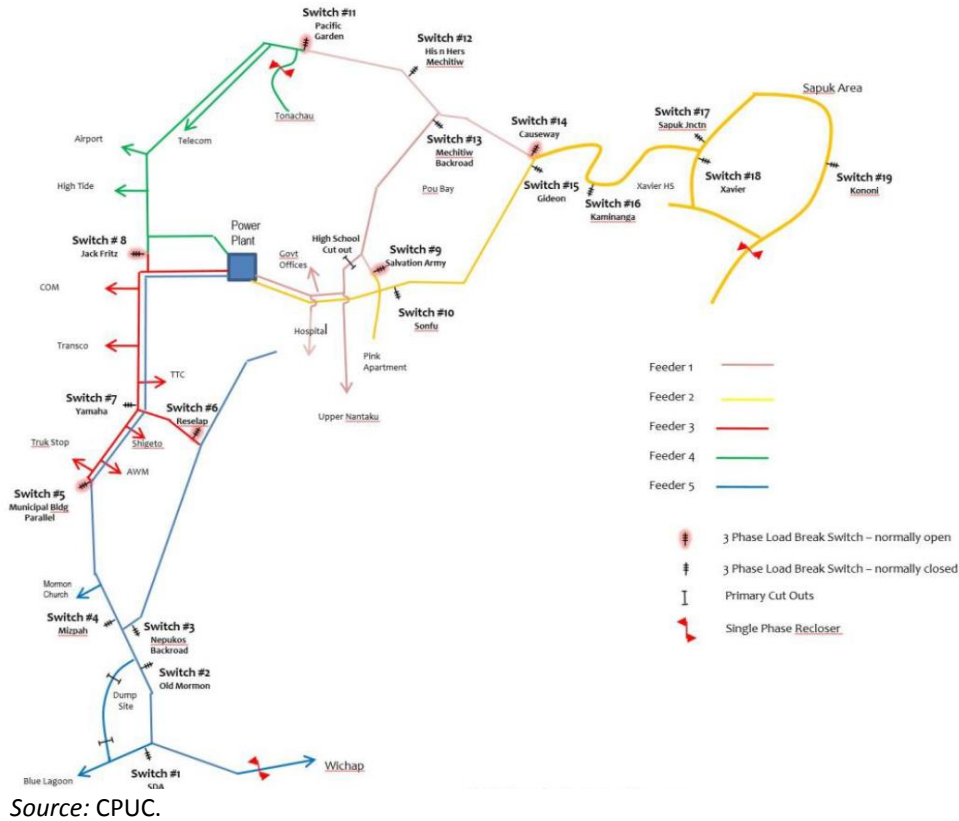 Switch #11
Pacific
Garden
Switch #12
His n Hers
Mechitiw
Sapuk Area
Switch #17
Sapuk Jnctn
Tonachau
Telecom
Airport
Switch #14
Causeway
Switch #13
Mechitiw
Backroad
Switch #18
Xavier
Switch #19
Kononi
High Tide
Pou Bay
Switch #15
Gideon
Xavier HS
Switch #16
Kaminanga
Power
Plant
Switch # 8
Jack Fritz
High School
Cut out
Switch #9
Salvation Army
Govt
Offices
COM
Switch #10
Sonfu
Hospital
Transco
Pink
Apartment
TTC
Switch #7
Yamaha
Switch #6
Reselap
Upper Nantaku
Truk Stop
Shigeto
AWM
Switch #5
Municipal Bldg
Parallel
Feeder 1
Feeder 2
Feeder 3
Feeder 4
Feeder 5
3 Phase Load Break Switch – normally open
3 Phase Load Break Switch – normally closed
Primary Cut Outs
Single Phase Recloser
Mormon
Church
Switch #4
Mizpah
Switch #3
Nepukos
Backroad
Switch #2
Old Mormon
Dump
Site
Wichap
Blue Lagoon
Switch #1
SDA
Source: CPUC.